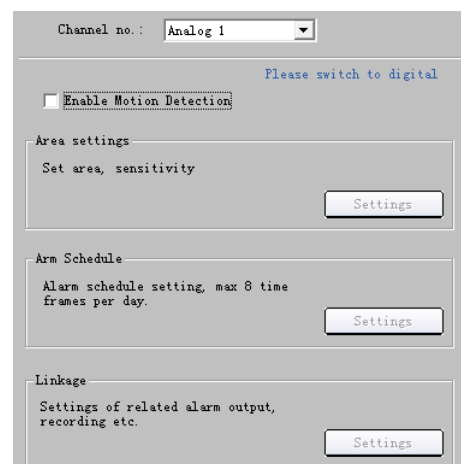 Channel no.: Analog 1
Please switch to digital
Enable Motion Detection
Area settings
Set area, sensitivity
Settings
Arm Schedule
Alarm schedule setting, max 8 time
frames per day.
Settings
Linkage
Settings of related alarm output,
recording etc.
Settings